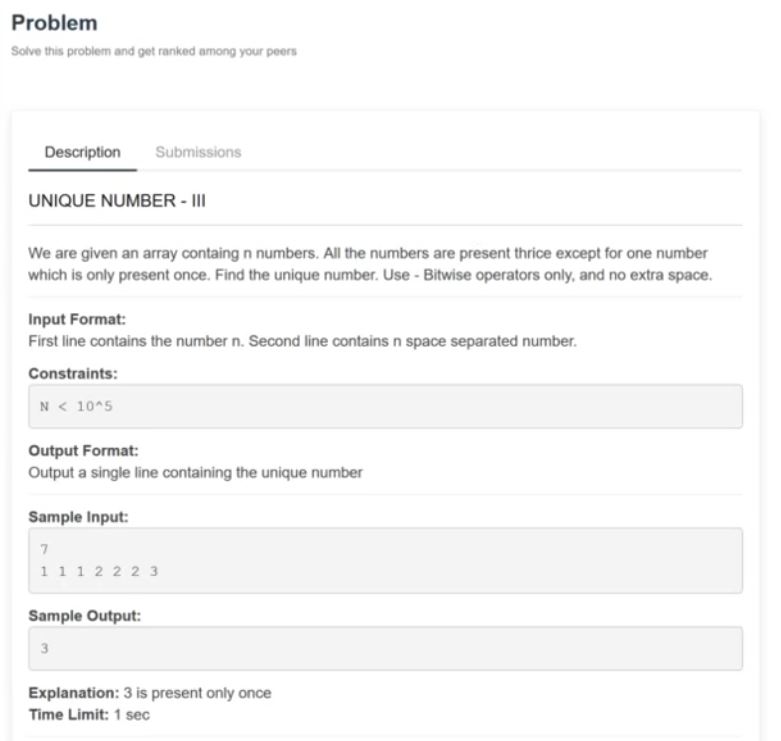 Problem
Solve this problem and get ranked among your peers
Description Submissions
UNIQUE NUMBER - III
We are given an array containg n numbers. All the numbers are present thrice except for one number
which is only present once. Find the unique number. Use - Bitwise operators only, and no extra space.
Input Format:
First line contains the number n. Second line contains n space separated number.
Constraints:
N < 10^5
Output Format:
Output a single line containing the unique number
Sample Input:
7
1 1 1 2 2 2 3
Sample Output:
3
Explanation: 3 is present only once
Time Limit: 1 sec